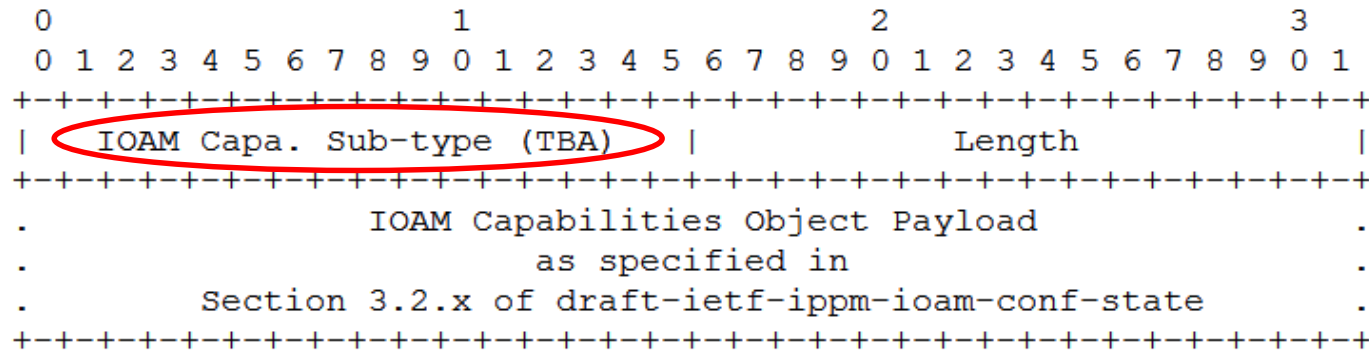 0                   1                   2                   3
0 1 2 3 4 5 6 7 8 9 0 1 2 3 4 5 6 7 8 9 0 1 2 3 4 5 6 7 8 9 0 1
+-+-+-+-+-+-+-+-+-+-+-+-+-+-+-+-+-+-+-+-+-+-+-+-+-+-+-+-+-+-+-+-+
|   IOAM Capa. Sub-type (TBA)   |            Length             |
+-+-+-+-+-+-+-+-+-+-+-+-+-+-+-+-+-+-+-+-+-+-+-+-+-+-+-+-+-+-+-+-+
.                IOAM Capabilities Object Payload               .
.                        as specified in                        .
.        Section 3.2.x of draft-ietf-ippm-ioam-conf-state       .
+-+-+-+-+-+-+-+-+-+-+-+-+-+-+-+-+-+-+-+-+-+-+-+-+-+-+-+-+-+-+-+-+